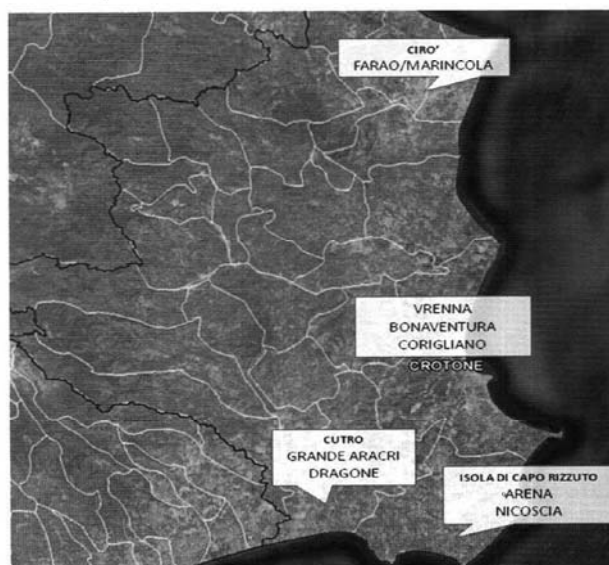 CIRO'
FARAO/MARINCOLA
VRENNA
BONAVENTURA
CORIGLIANO
CROTONE
CUTRO
GRANDE ARACRI
DRAGONE
ISOLA DI CAPO RIZZUTO
ARENA
NICOSCIA